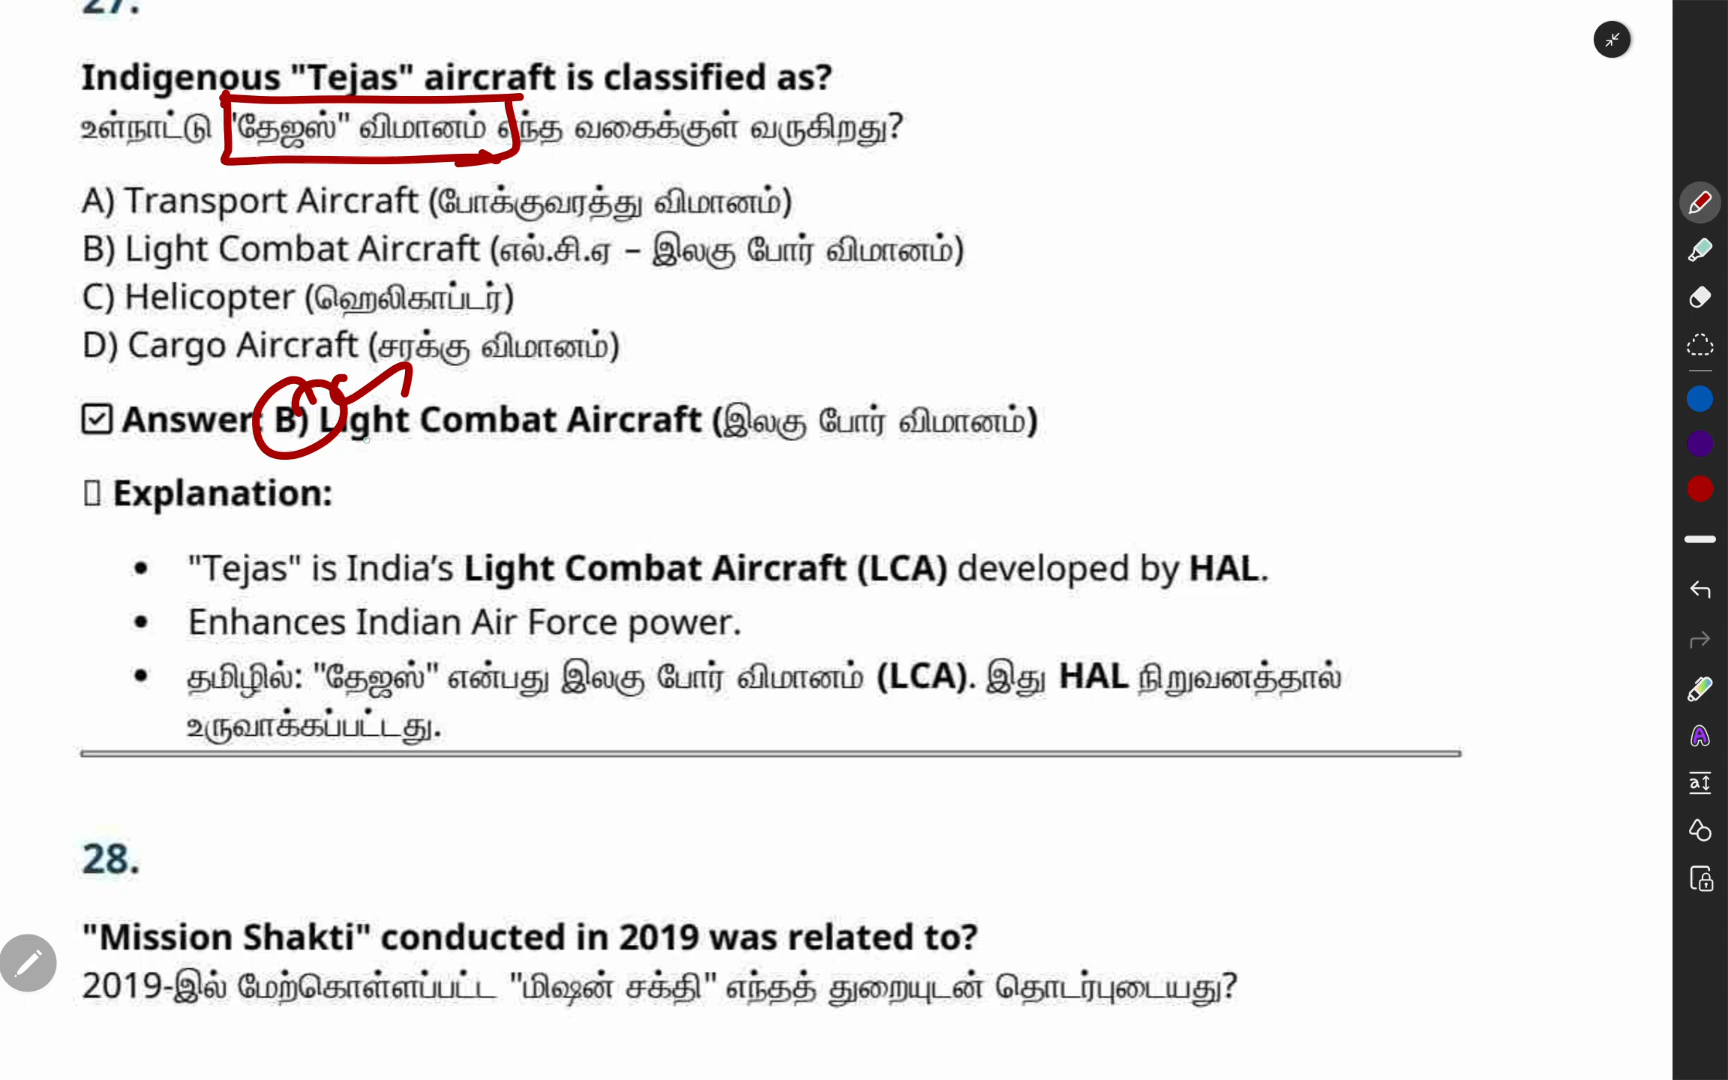 27.
Indigenous "Tejas" aircraft is classified as?
உள்நாட்டு "தேஜஸ்" விமானம் எந்த வகைக்குள் வருகிறது?
A) Transport Aircraft (போக்குவரத்து விமானம்)
B) Light Combat Aircraft (எல்.சி.ஏ – இலகு போர் விமானம்)
C) Helicopter (ஹெலிகாப்டர்)
D) Cargo Aircraft (சரக்கு விமானம்)
Answer: B) Light Combat Aircraft (இலகு போர் விமானம்)
Explanation:
"Tejas" is India’s Light Combat Aircraft (LCA) developed by HAL.
Enhances Indian Air Force power.
தமிழில்: "தேஜஸ்" என்பது இலகு போர் விமானம் (LCA). இது HAL நிறுவனத்தால்
உருவாக்கப்பட்டது.
28.
"Mission Shakti" conducted in 2019 was related to?
2019-இல் மேற்கொள்ளப்பட்ட "மிஷன் சக்தி" எந்தத் துறையுடன் தொடர்புடையது?